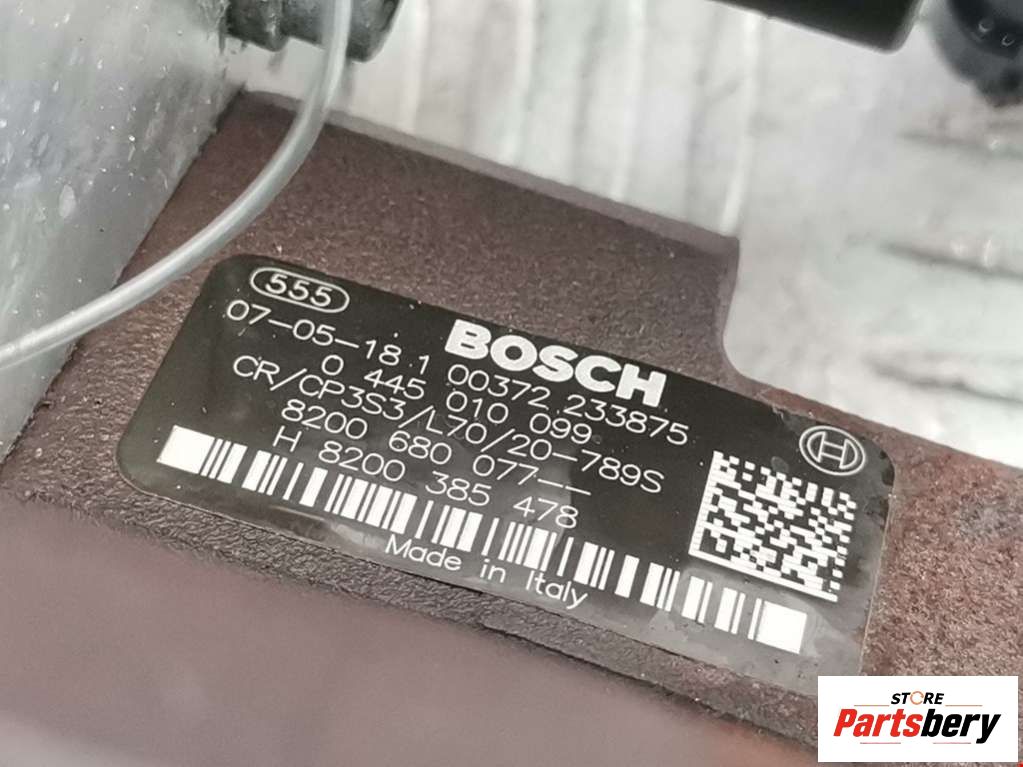 555
BOSCH
07-05-18.1 00372 233875
0 445 010 099
CR/CP3S3/L70/20-789S
8200 680 077--
H 8200 385 478
Made in Italy
STORE
Partsbery